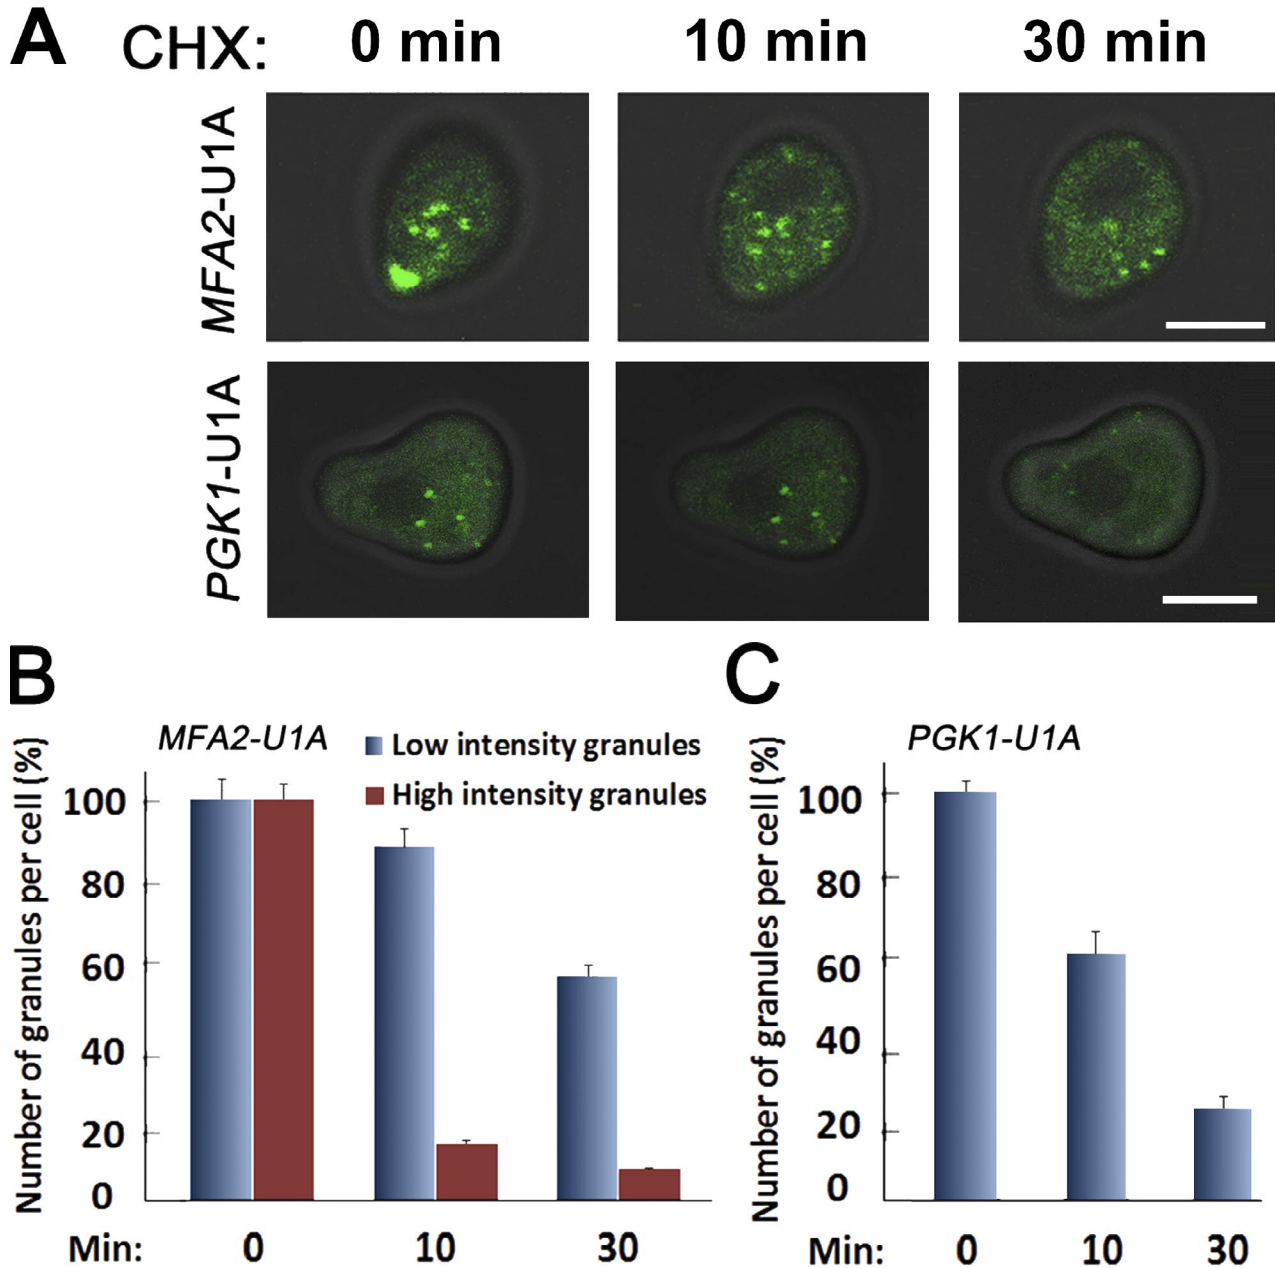 A
CHX: 0 min 10 min 30 min
MFA2-U1A
PGK1-U1A
B
MFA2-U1A
Low intensity granules
High intensity granules
Number of granules per cell (%)
100
80
60
40
20
0
Min: 0 10 30
C
PGK1-U1A
Number of granules per cell (%)
100
80
60
40
20
0
Min: 0 10 30